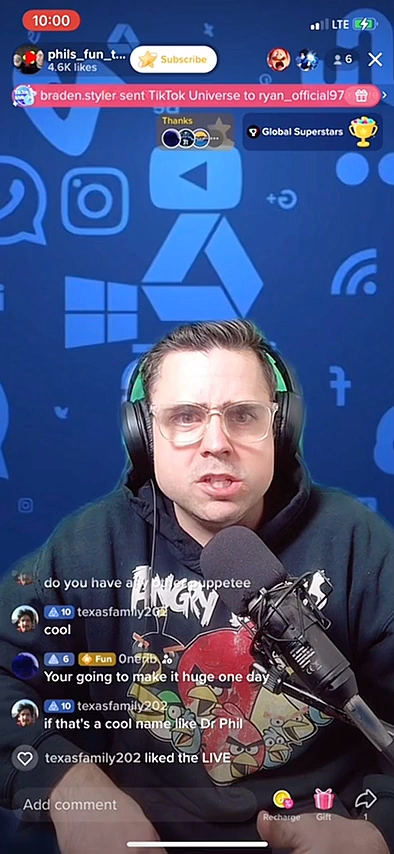 10:00
LTE
phils_fun_t...
4.6K likes
Subscribe
6
braden.styler sent TikTok Universe to ryan_official97
Thanks
Global Superstars
do you have any other puppetee
10 texasfamily202
cool
6 Fun
Your going to make it huge one day
10 texasfamily202
if that's a cool name like Dr Phil
texasfamily202 liked the LIVE
ANGRY
Add comment
Recharge
Gift
1